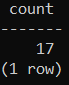 count
-------
17
(1 row)